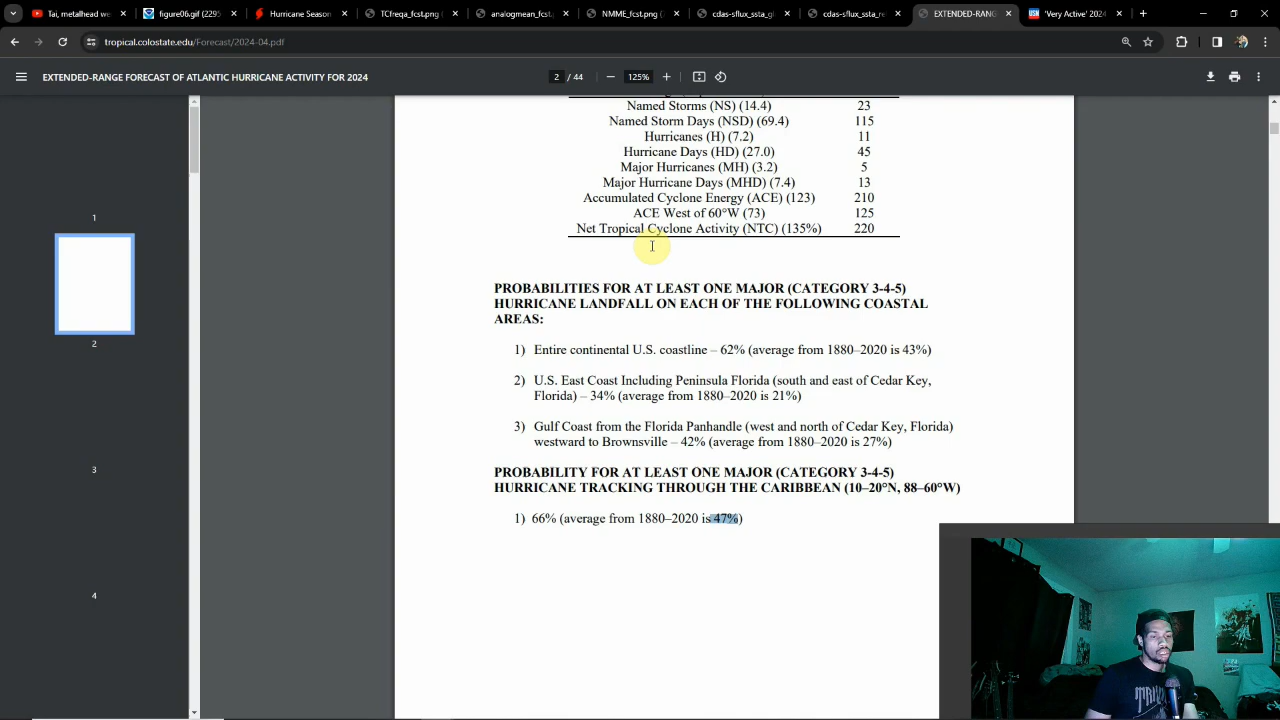 Tai, metalhead we
figure06.gif (2295
Hurricane Season
TCfreqa_fcst.png (
analogmean_fcst.
NMME_fcst.png (
cdas-sflux_ssta_gl
cdas-sflux_ssta_re
EXTENDED-RANG
'Very Active' 2024
tropical.colostate.edu/Forecast/2024-04.pdf
EXTENDED-RANGE FORECAST OF ATLANTIC HURRICANE ACTIVITY FOR 2024
2 / 44
125%
Named Storms (NS) (14.4) 23
Named Storm Days (NSD) (69.4) 115
Hurricanes (H) (7.2) 11
Hurricane Days (HD) (27.0) 45
Major Hurricanes (MH) (3.2) 5
Major Hurricane Days (MHD) (7.4) 13
Accumulated Cyclone Energy (ACE) (123) 210
ACE West of 60°W (73) 125
Net Tropical Cyclone Activity (NTC) (135%) 220
PROBABILITIES FOR AT LEAST ONE MAJOR (CATEGORY 3-4-5)
HURRICANE LANDFALL ON EACH OF THE FOLLOWING COASTAL
AREAS:
1) Entire continental U.S. coastline – 62% (average from 1880–2020 is 43%)
2) U.S. East Coast Including Peninsula Florida (south and east of Cedar Key,
Florida) – 34% (average from 1880–2020 is 21%)
3) Gulf Coast from the Florida Panhandle (west and north of Cedar Key, Florida)
westward to Brownsville – 42% (average from 1880–2020 is 27%)
PROBABILITY FOR AT LEAST ONE MAJOR (CATEGORY 3-4-5)
HURRICANE TRACKING THROUGH THE CARIBBEAN (10–20°N, 88–60°W)
1) 66% (average from 1880–2020 is 47%)
1
2
3
4